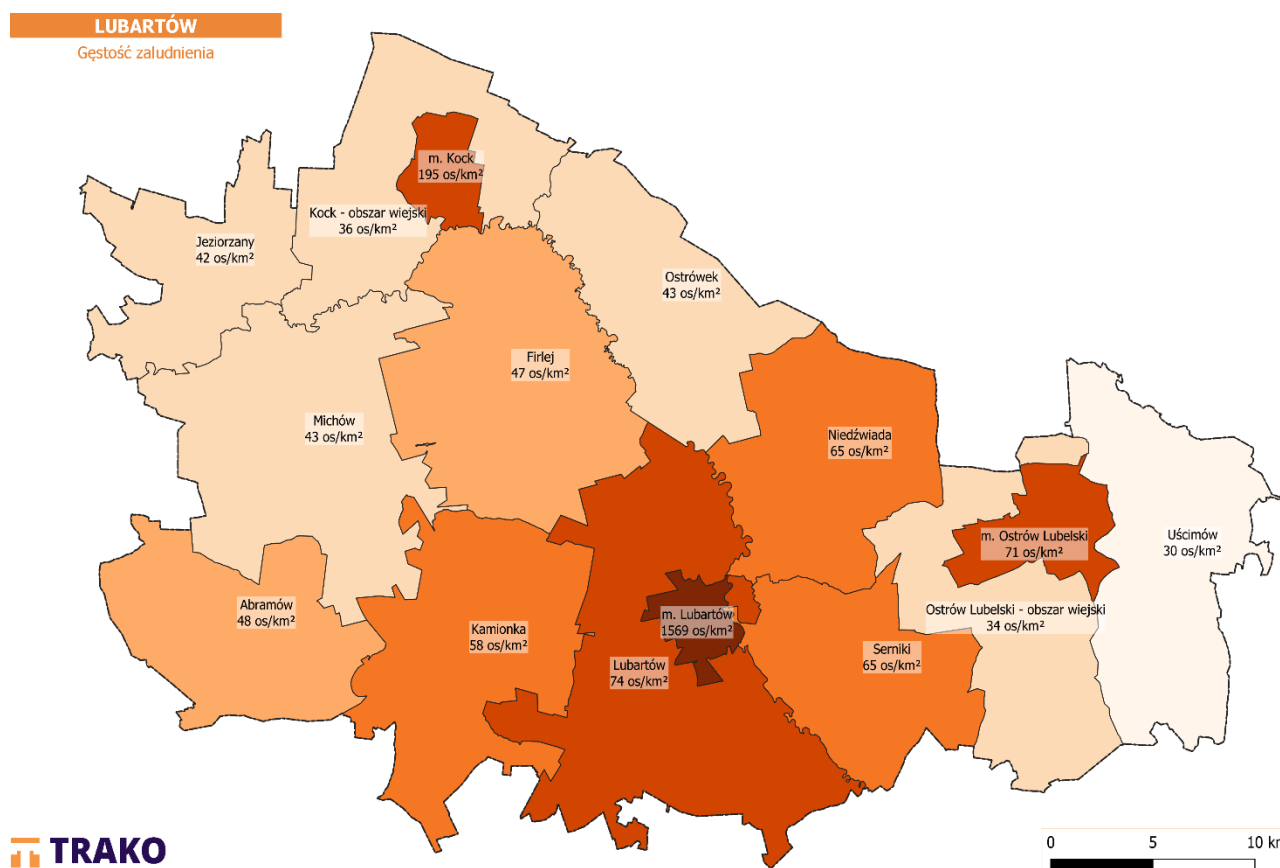 LUBARTÓW
Gęstość zaludnienia
m. Kock
195 os/km²
Kock - obszar wiejski
36 os/km²
Jeziorzany
42 os/km²
Ostrówek
43 os/km²
Firlej
47 os/km²
Michów
43 os/km²
Niedźwiada
65 os/km²
m. Ostrów Lubelski
71 os/km²
Uścimów
30 os/km²
Abramów
48 os/km²
Kamionka
58 os/km²
m. Lubartów
1569 os/km²
Ostrów Lubelski - obszar wiejski
34 os/km²
Lubartów
74 os/km²
Serniki
65 os/km²
TRAKO
0 5 10 km